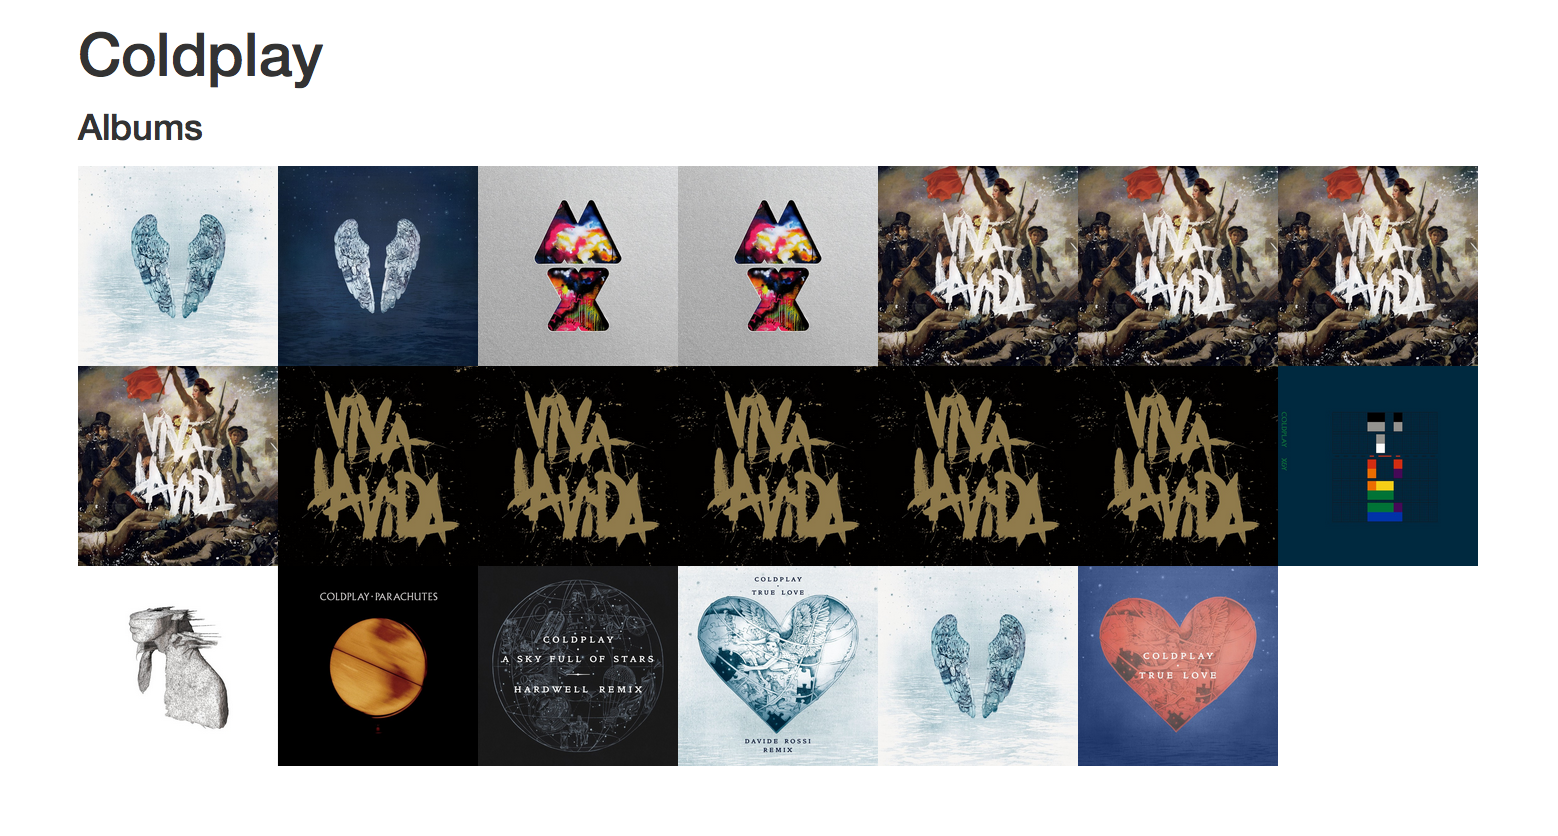 Coldplay
Albums
VIVA
LA VIDA
VIVA
LA VIDA
VIVA
LA VIDA
VIVA
LA VIDA
VIVA
LA VIDA
VIVA
LA VIDA
VIVA
LA VIDA
VIVA
LA VIDA
VIVA
LA VIDA
COLDPLAY X&Y
COLDPLAY · PARACHUTES
COLDPLAY
A SKY FULL OF STARS
HARDWELL REMIX
COLDPLAY
TRUE LOVE
DAVIDE ROSSI
REMIX
COLDPLAY
TRUE LOVE